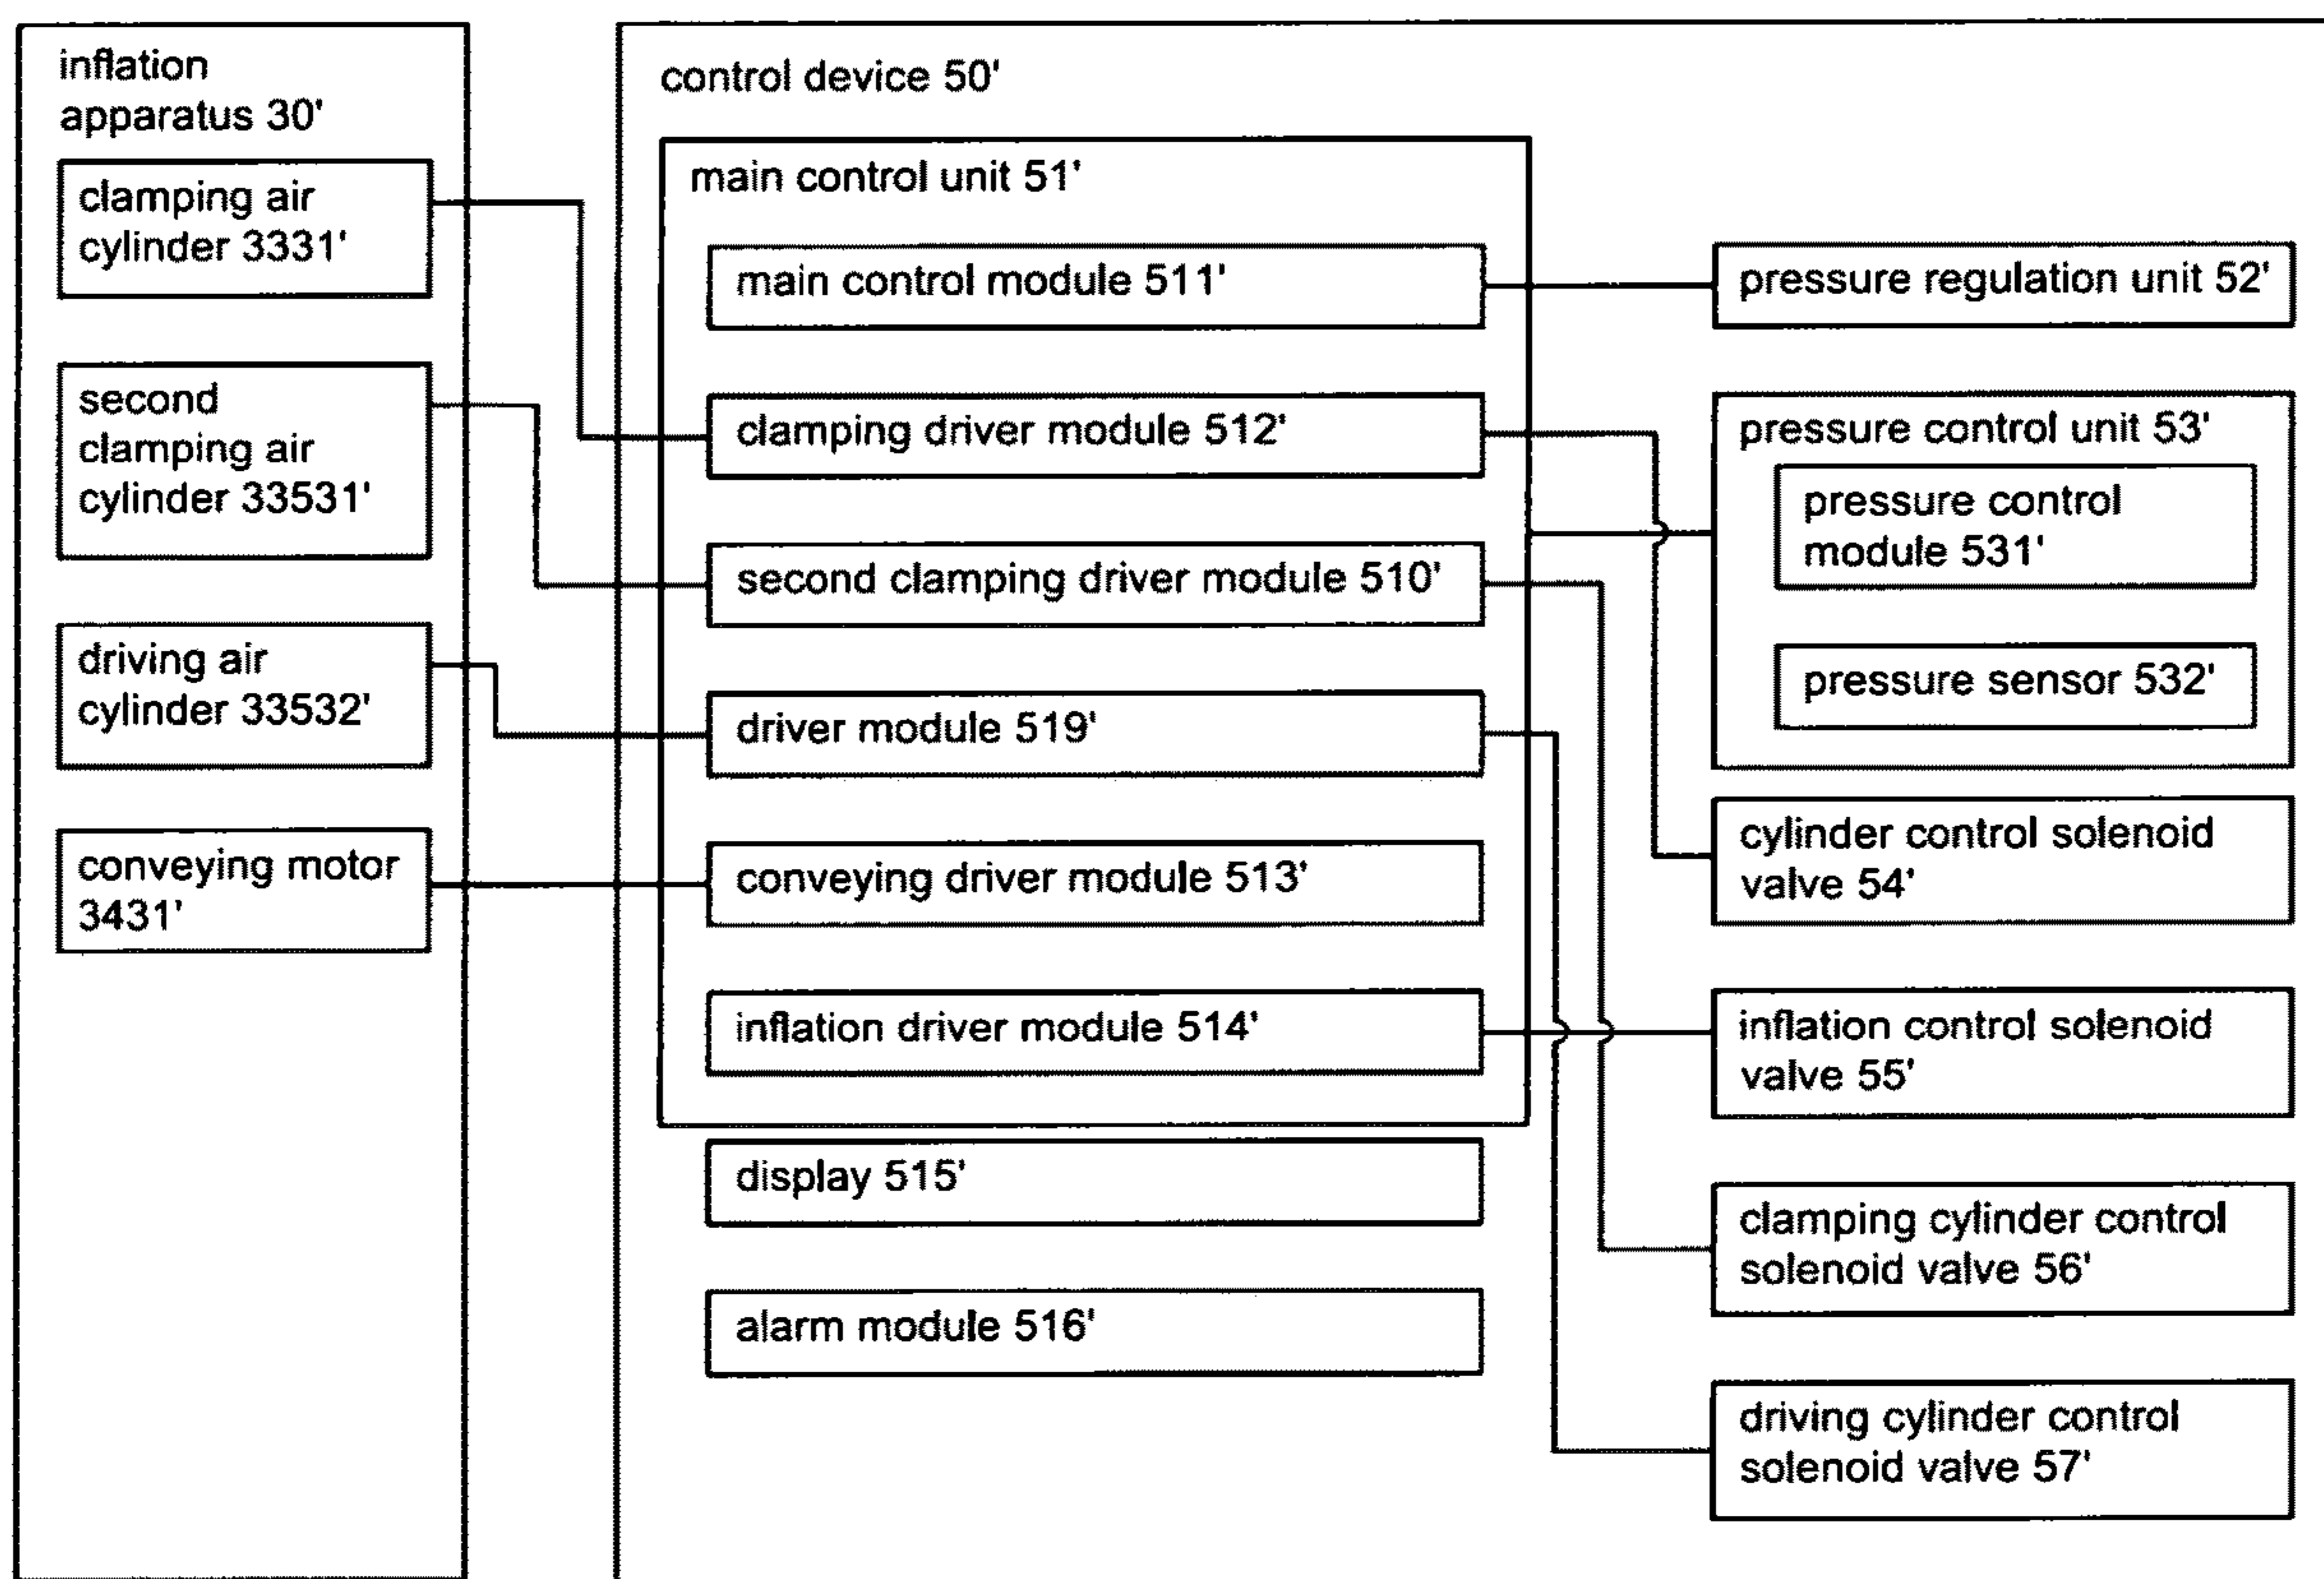 inflation
apparatus 30'
clamping air
cylinder 3331'
second
clamping air
cylinder 33531'
driving air
cylinder 33532'
conveying motor
3431'
control device 50'
main control unit 51'
main control module 511'
clamping driver module 512'
second clamping driver module 510'
driver module 519'
conveying driver module 513'
inflation driver module 514'
display 515'
alarm module 516'
pressure regulation unit 52'
pressure control unit 53'
pressure control
module 531'
pressure sensor 532'
cylinder control solenoid
valve 54'
inflation control solenoid
valve 55'
clamping cylinder control
solenoid valve 56'
driving cylinder control
solenoid valve 57'